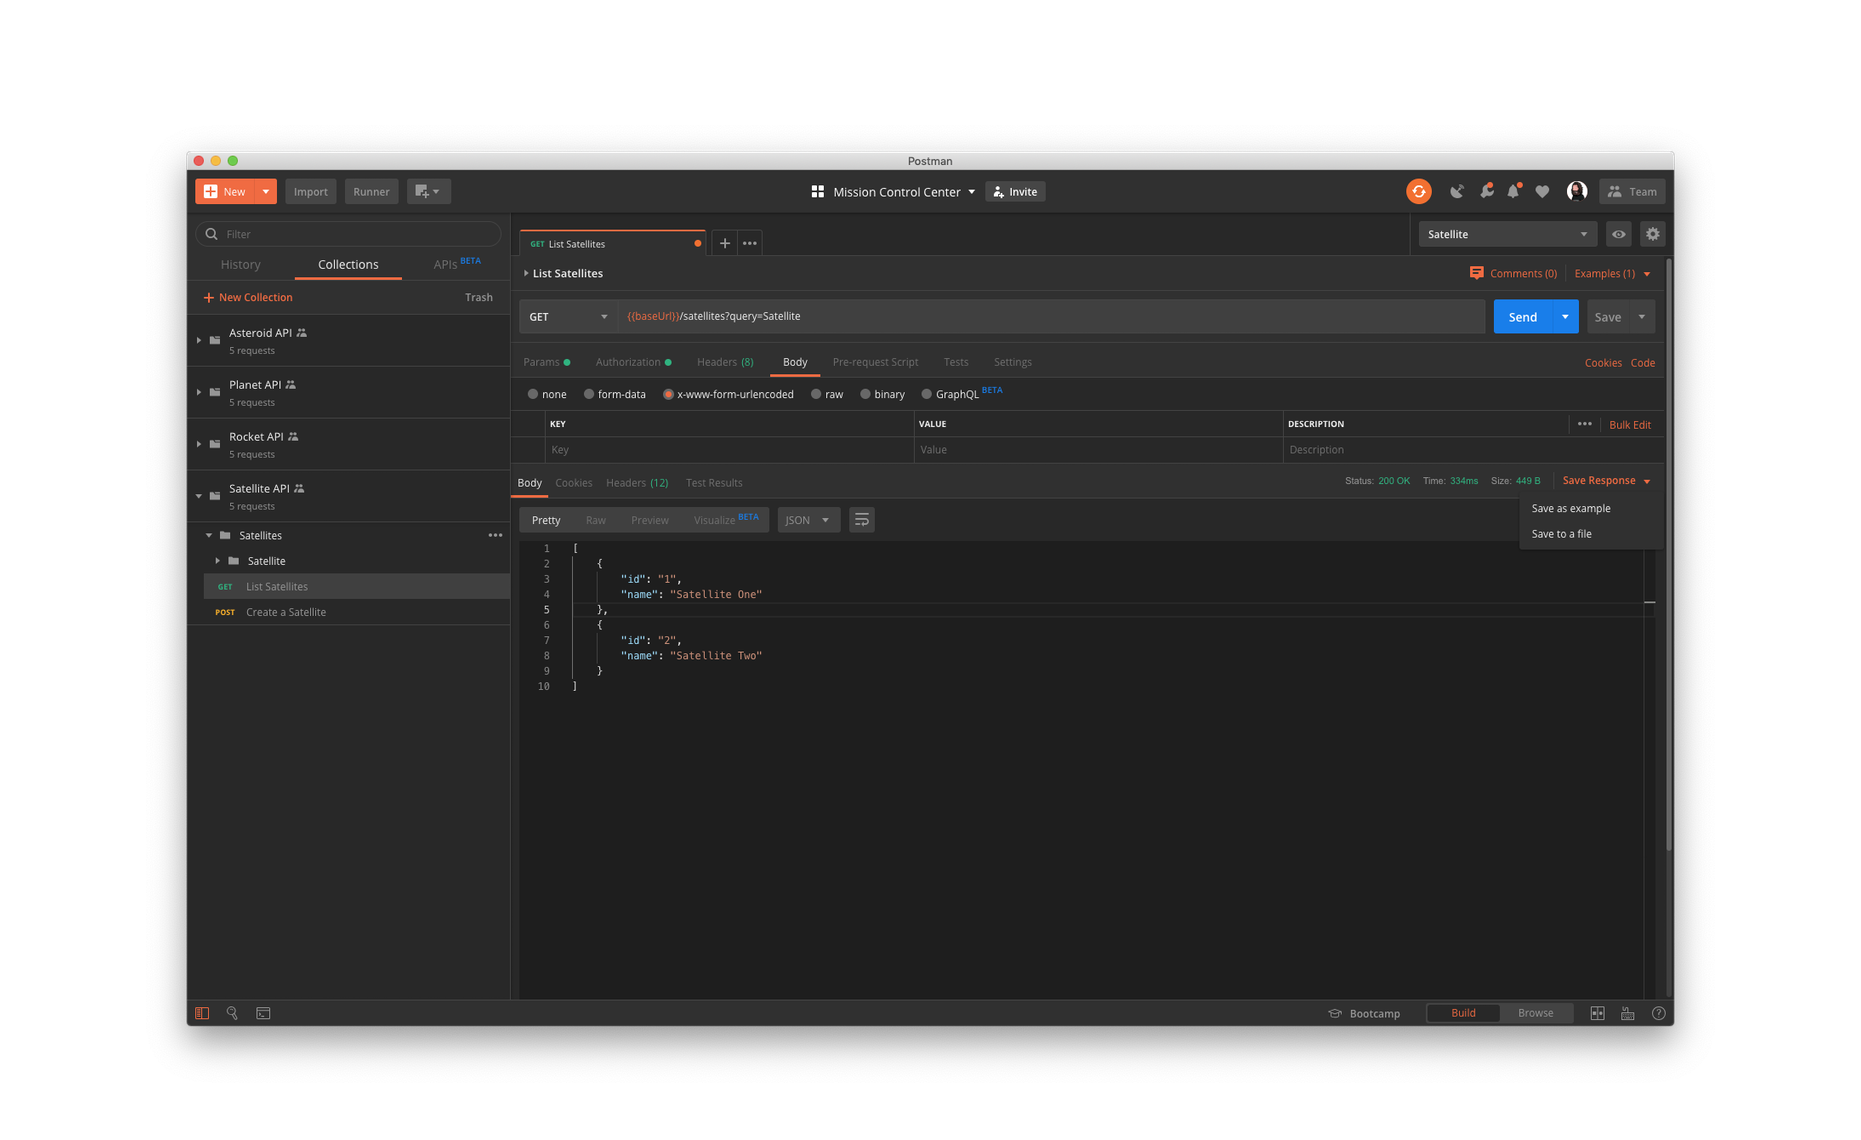 Postman
New
Import
Runner
Mission Control Center
Invite
Team
Filter
History
Collections
APIs BETA
+ New Collection
Trash
Asteroid API
5 requests
Planet API
5 requests
Rocket API
5 requests
Satellite API
5 requests
Satellites
Satellite
GET List Satellites
POST Create a Satellite
GET List Satellites
Satellite
List Satellites
Comments (0)
Examples (1)
GET
{{baseUrl}}/satellites?query=Satellite
Send
Save
Params
Authorization
Headers (8)
Body
Pre-request Script
Tests
Settings
Cookies
Code
none
form-data
x-www-form-urlencoded
raw
binary
GraphQL BETA
KEY
VALUE
DESCRIPTION
Bulk Edit
Key
Value
Description
Body
Cookies
Headers (12)
Test Results
Status: 200 OK
Time: 334ms
Size: 449 B
Save Response
Save as example
Save to a file
Pretty
Raw
Preview
Visualize BETA
JSON
1 [
2 {
3 "id": "1",
4 "name": "Satellite One"
5 },
6 {
7 "id": "2",
8 "name": "Satellite Two"
9 }
10 ]
Bootcamp
Build
Browse